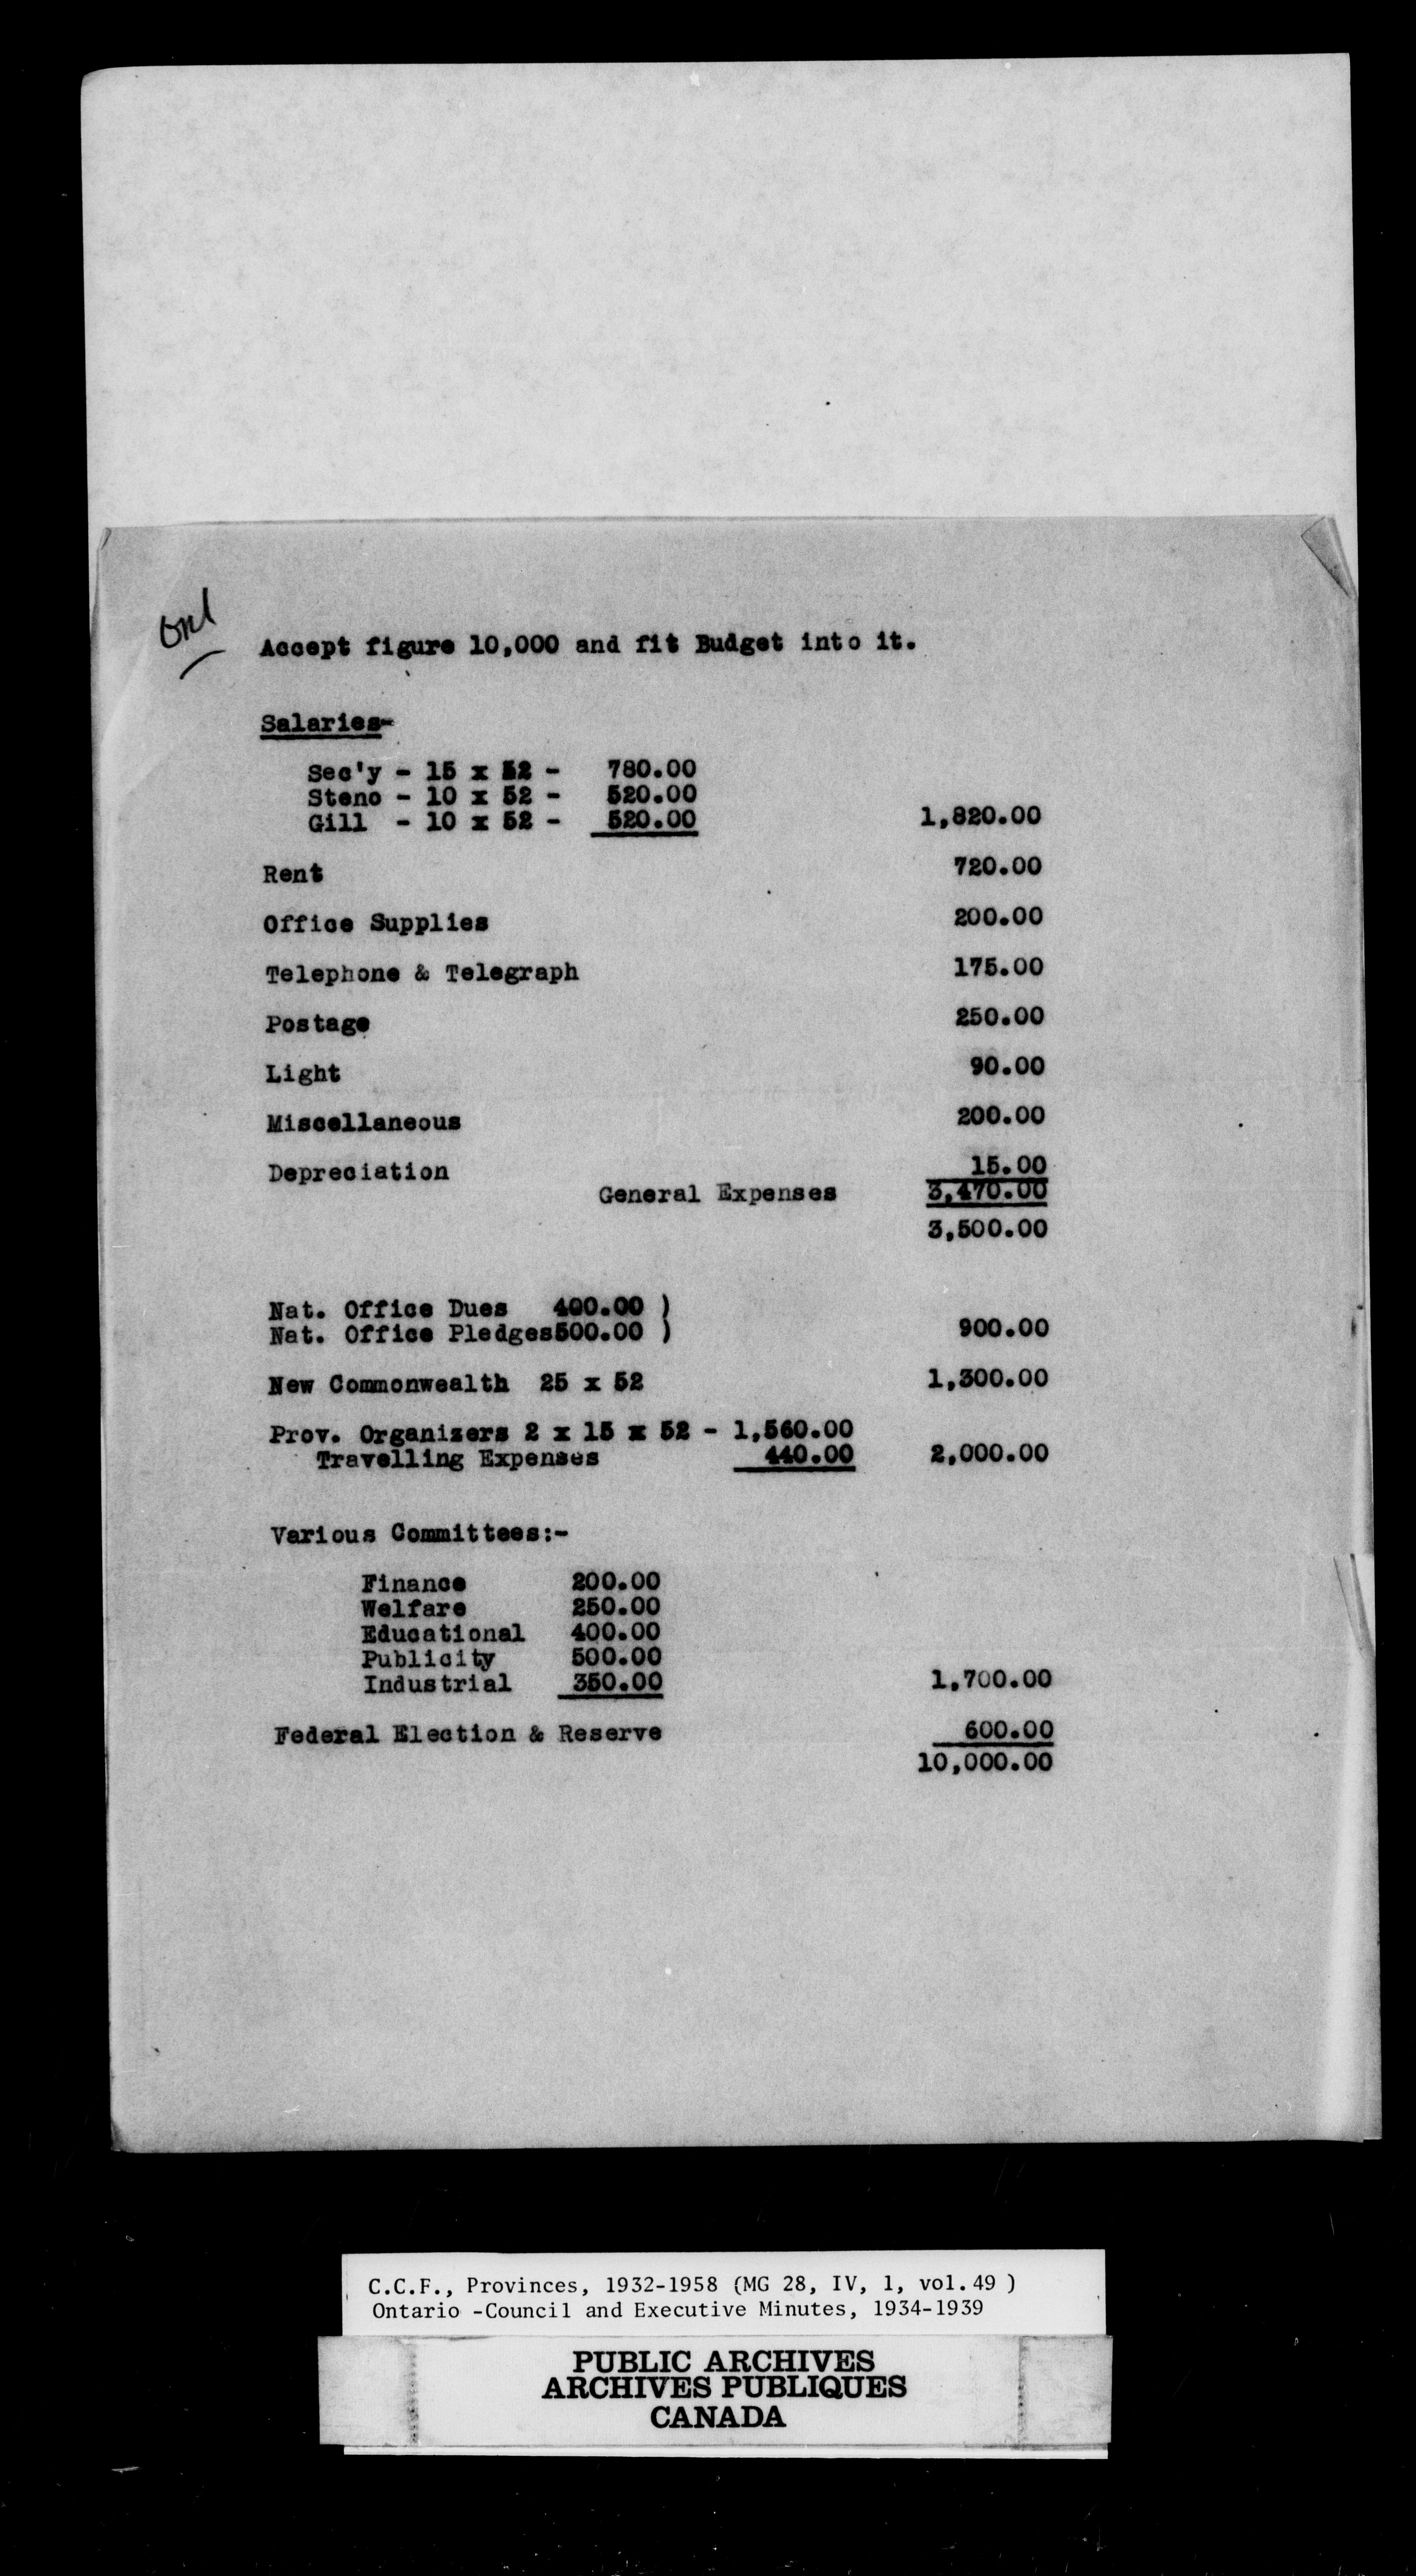 Ont
Accept figure 10,000 and fit Budget into it.
Salaries-
Sec'y - 15 x 52 - 780.00
Steno - 10 x 52 - 520.00
Gill - 10 x 52 - 520.00 1,820.00
Rent 720.00
Office Supplies 200.00
Telephone & Telegraph 175.00
Postage 250.00
Light 90.00
Miscellaneous 200.00
Depreciation 15.00
General Expenses 3,470.00
3,500.00
Nat. Office Dues 400.00 )
Nat. Office Pledges500.00 ) 900.00
New Commonwealth 25 x 52 1,300.00
Prov. Organizers 2 x 15 x 52 - 1,560.00
Travelling Expenses 440.00 2,000.00
Various Committees:-
Finance 200.00
Welfare 250.00
Educational 400.00
Publicity 500.00
Industrial 350.00 1,700.00
Federal Election & Reserve 600.00
10,000.00
C.C.F., Provinces, 1932-1958 (MG 28, IV, 1, vol.49 )
Ontario -Council and Executive Minutes, 1934-1939
PUBLIC ARCHIVES
ARCHIVES PUBLIQUES
CANADA